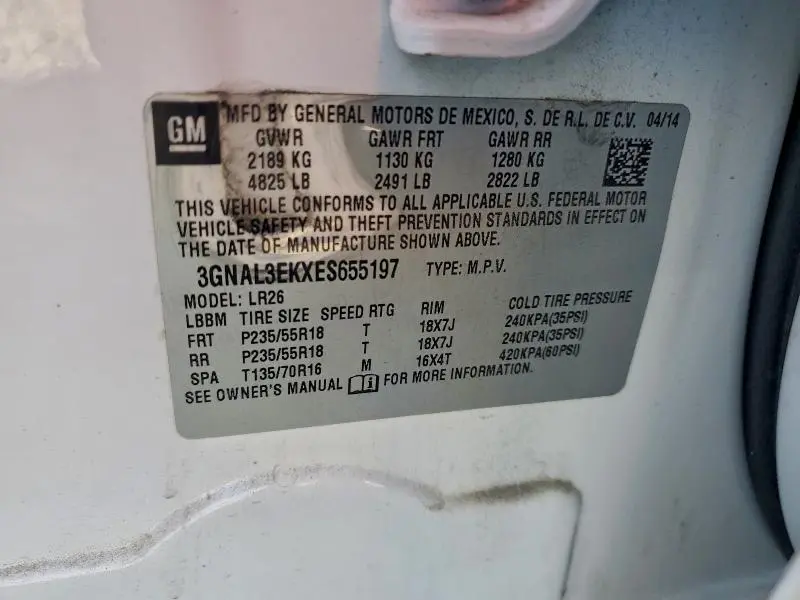 GM
MFD BY GENERAL MOTORS DE MEXICO, S. DE R.L. DE C.V. 04/14
GVWR GAWR FRT GAWR RR
2189 KG 1130 KG 1280 KG
4825 LB 2491 LB 2822 LB
THIS VEHICLE CONFORMS TO ALL APPLICABLE U.S. FEDERAL MOTOR
VEHICLE SAFETY AND THEFT PREVENTION STANDARDS IN EFFECT ON
THE DATE OF MANUFACTURE SHOWN ABOVE.
3GNAL3EKXES655197 TYPE: M.P.V.
MODEL: LR26
LBBM TIRE SIZE SPEED RTG RIM COLD TIRE PRESSURE
FRT P235/55R18 T 18X7J 240KPA(35PSI)
RR P235/55R18 T 18X7J 240KPA(35PSI)
SPA T135/70R16 M 16X4T 420KPA(60PSI)
SEE OWNER'S MANUAL FOR MORE INFORMATION.